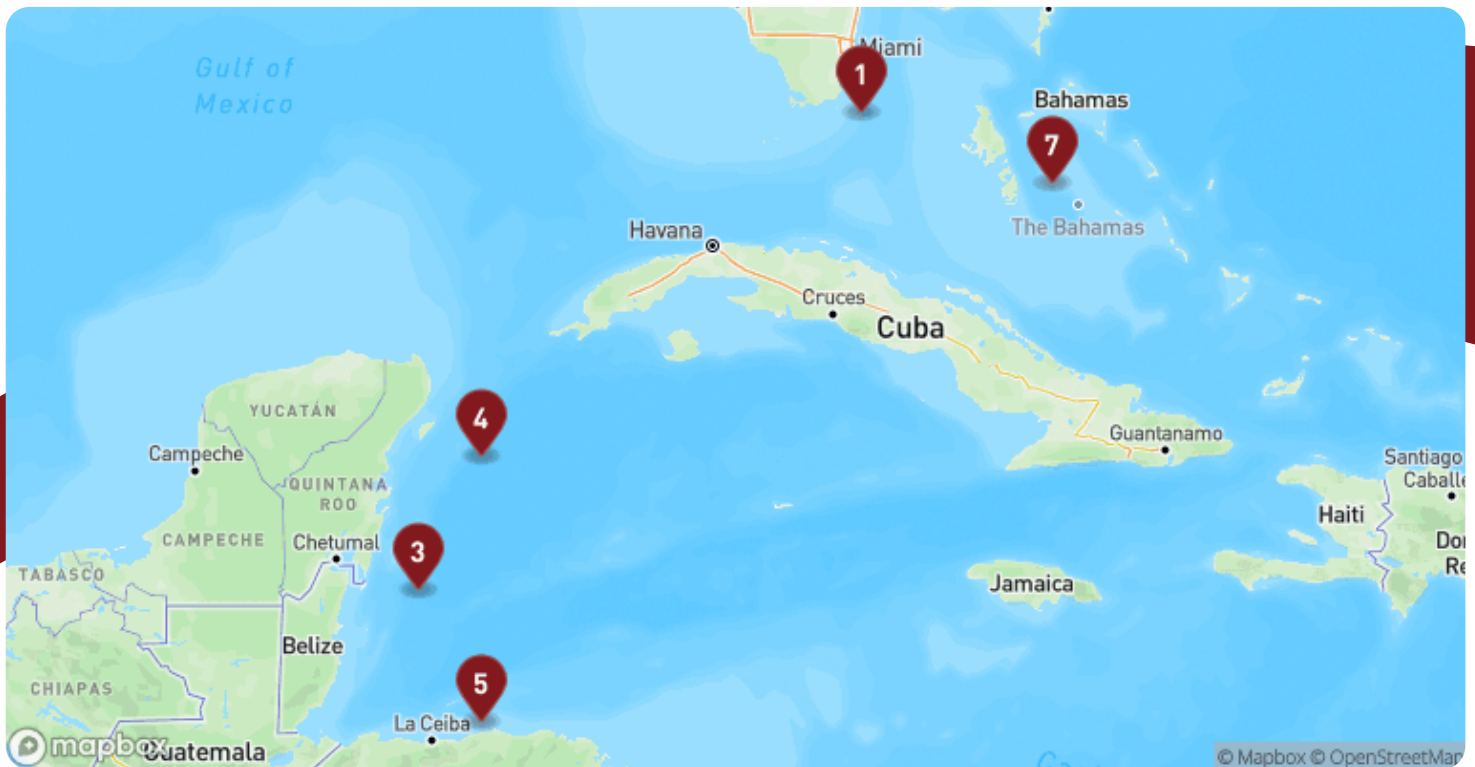 Gulf of
Mexico
Miami
1
Bahamas
7
The Bahamas
Havana
Cruces
Cuba
4
YUCATÁN
Campeche
Guantanamo
QUINTANA
ROO
Santiago
Caballe
Haiti
CAMPECHE
Chetumal
3
TABASCO
Jamaica
Do
Re
Belize
CHIAPAS
5
La Ceiba
mapbox
Guatemala
© Mapbox © OpenStreetMap